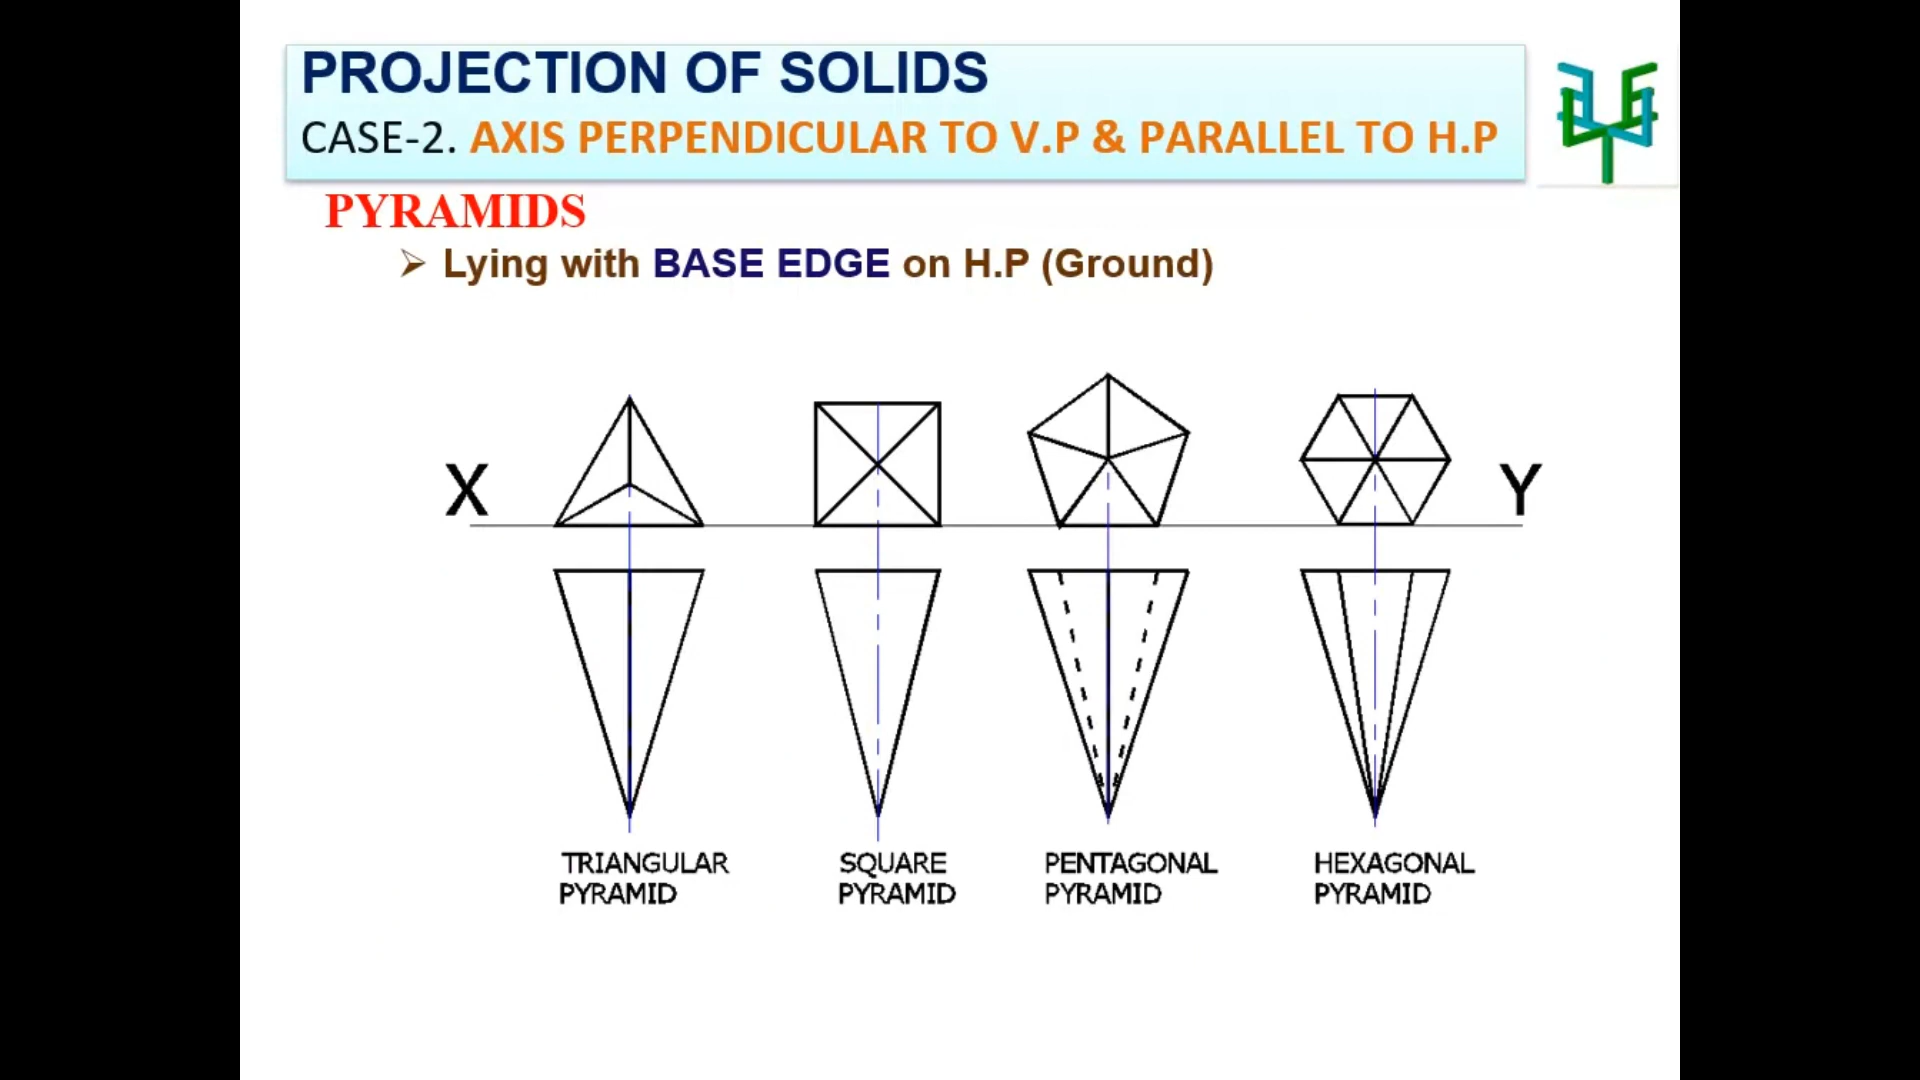 PROJECTION OF SOLIDS
CASE-2. AXIS PERPENDICULAR TO V.P & PARALLEL TO H.P
PYRAMIDS
➢ Lying with BASE EDGE on H.P (Ground)
X
Y
TRIANGULAR
PYRAMID
SQUARE
PYRAMID
PENTAGONAL
PYRAMID
HEXAGONAL
PYRAMID